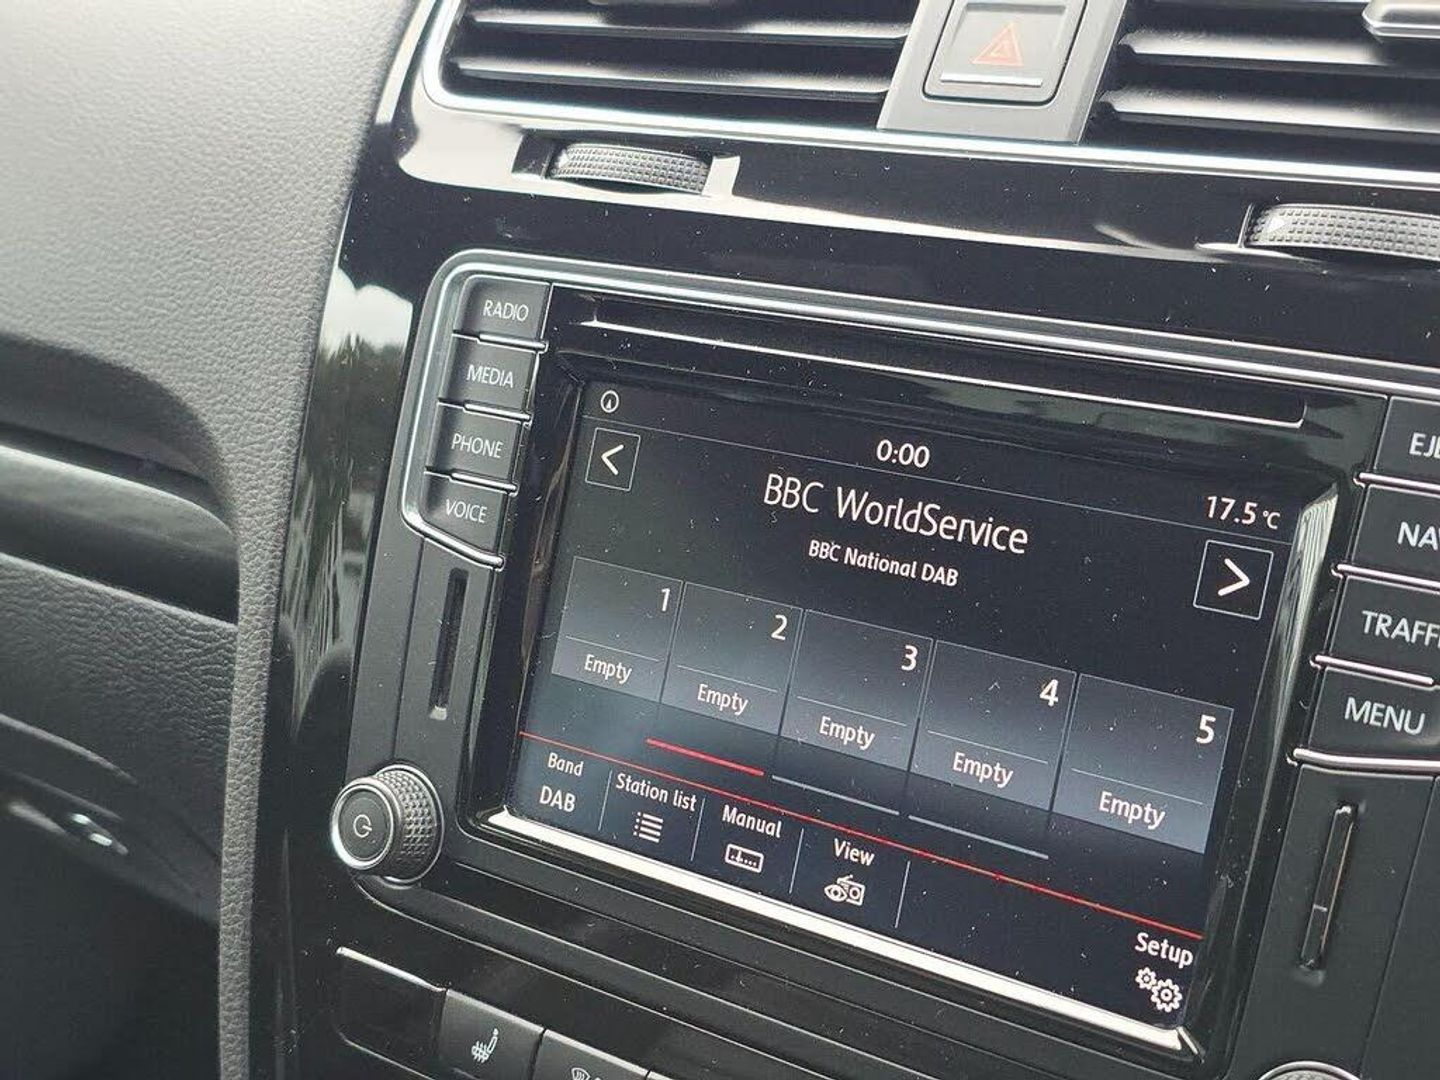 RADIO
MEDIA
PHONE
VOICE
0:00
17.5°C
BBC WorldService
BBC National DAB
1
Empty
2
Empty
3
Empty
4
Empty
5
Empty
Band
DAB
Station list
Manual
View
Setup
MENU